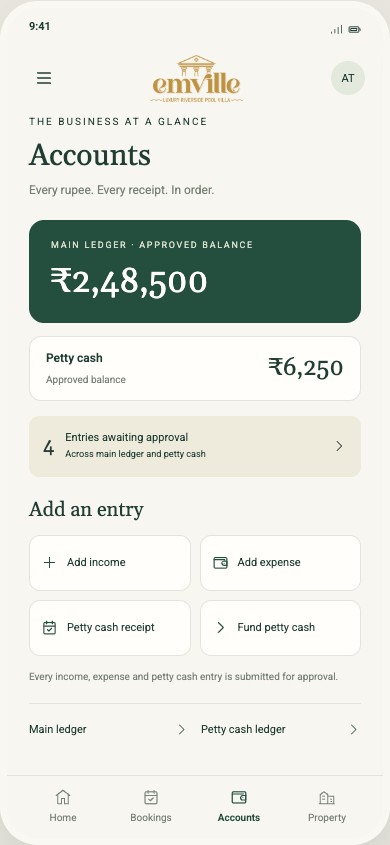 9:41
emville
LUXURY RIVERSIDE POOL VILLA
AT
THE BUSINESS AT A GLANCE
Accounts
Every rupee. Every receipt. In order.
MAIN LEDGER · APPROVED BALANCE
₹2,48,500
Petty cash
Approved balance
₹6,250
4
Entries awaiting approval
Across main ledger and petty cash
Add an entry
Add income
Add expense
Petty cash receipt
Fund petty cash
Every income, expense and petty cash entry is submitted for approval.
Main ledger
Petty cash ledger
Home
Bookings
Accounts
Property